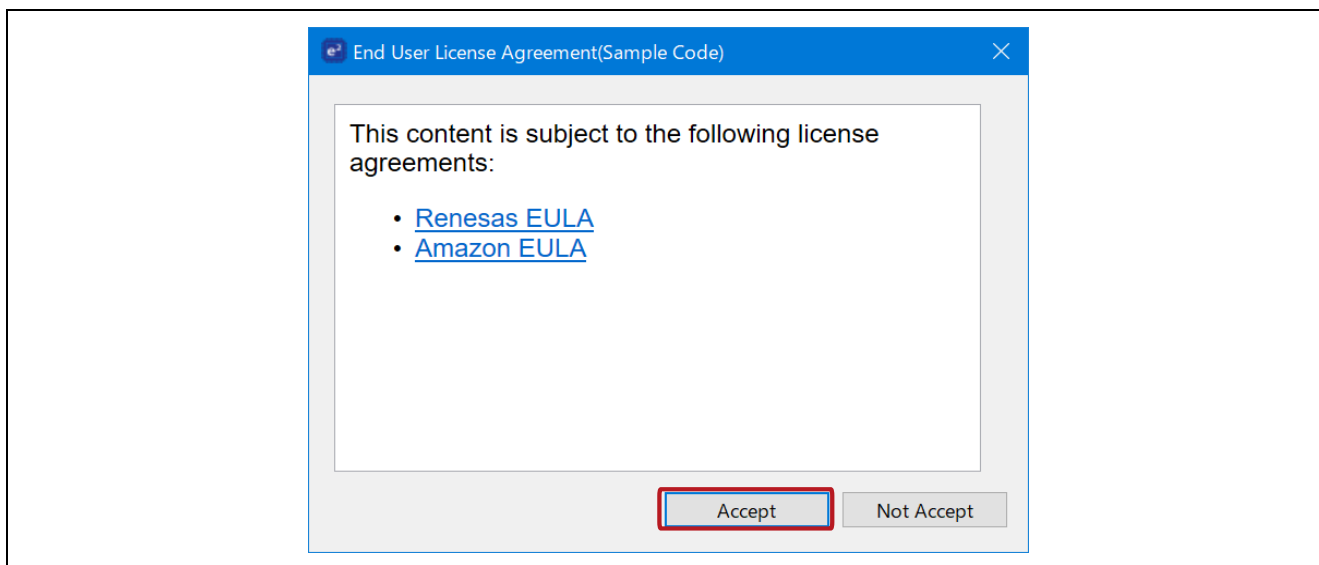 e² End User License Agreement(Sample Code)
This content is subject to the following license
agreements:
• Renesas EULA
• Amazon EULA
Accept Not Accept